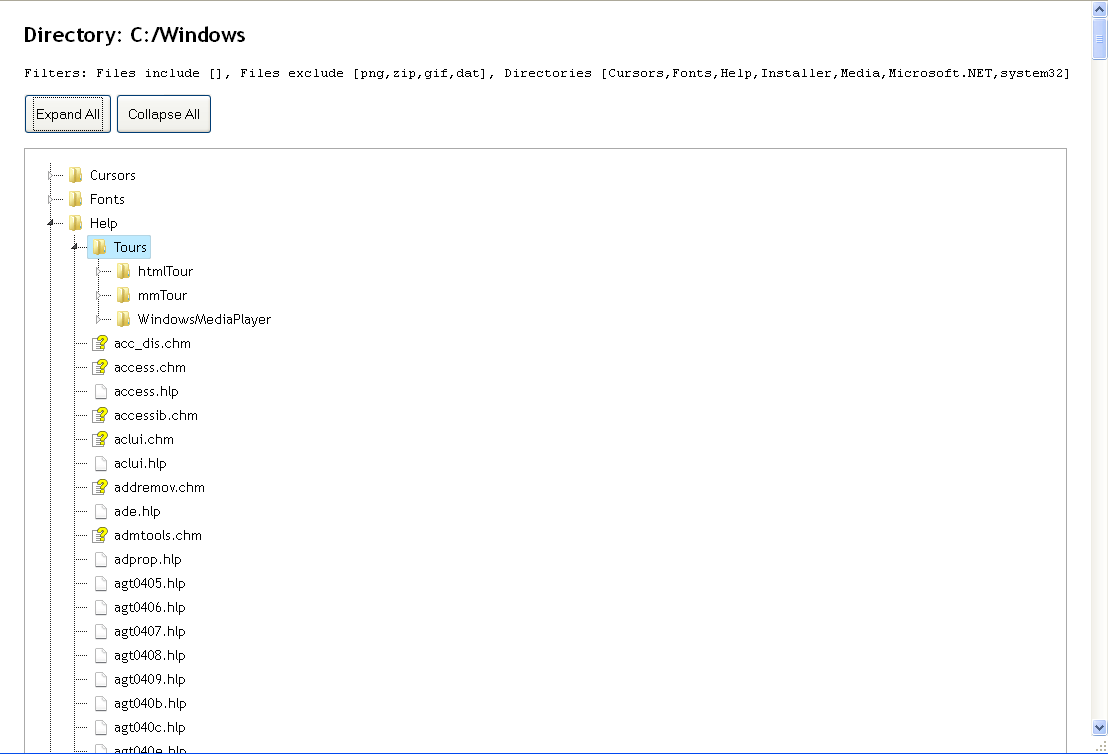 Directory: C:/Windows
Filters: Files include [], Files exclude [png,zip,gif,dat], Directories [Cursors,Fonts,Help,Installer,Media,Microsoft.NET,system32]
Expand All Collapse All
Cursors
Fonts
Help
Tours
htmlTour
mmTour
WindowsMediaPlayer
acc_dis.chm
access.chm
access.hlp
accessib.chm
aclui.chm
aclui.hlp
addremov.chm
ade.hlp
admtools.chm
adprop.hlp
agt0405.hlp
agt0406.hlp
agt0407.hlp
agt0408.hlp
agt0409.hlp
agt040b.hlp
agt040c.hlp
agt040e.hlp